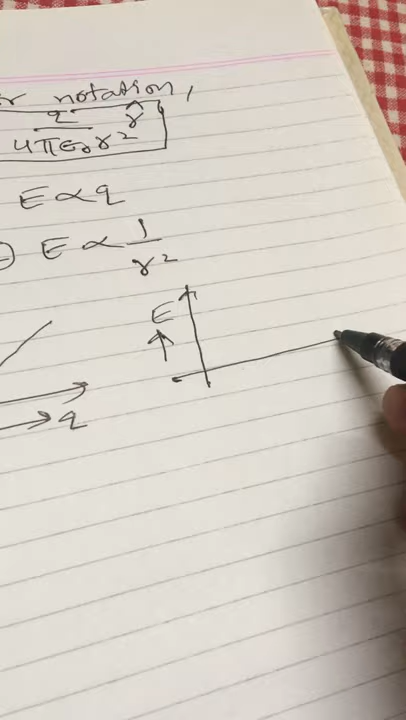 notation,
q
4πε₀r² r̂
E ∝ q
E ∝ 1/r²
E
q